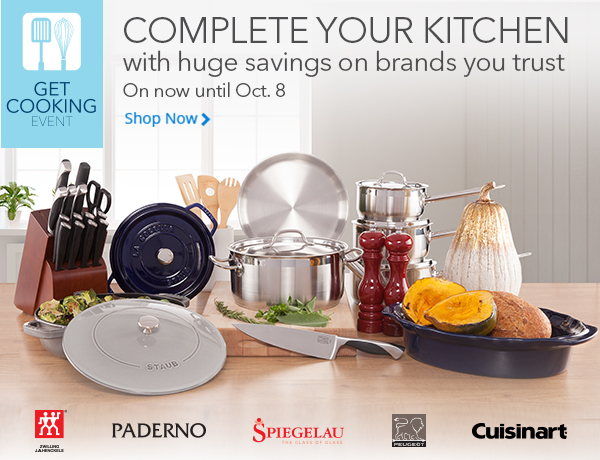 GET
COOKING
EVENT
COMPLETE YOUR KITCHEN
with huge savings on brands you trust
On now until Oct. 8
Shop Now
STAUB
ZWILLING
J.A.HENCKELS
PADERNO
SPIEGELAU
THE CLASS OF GLASS
PEUGEOT
Cuisinart